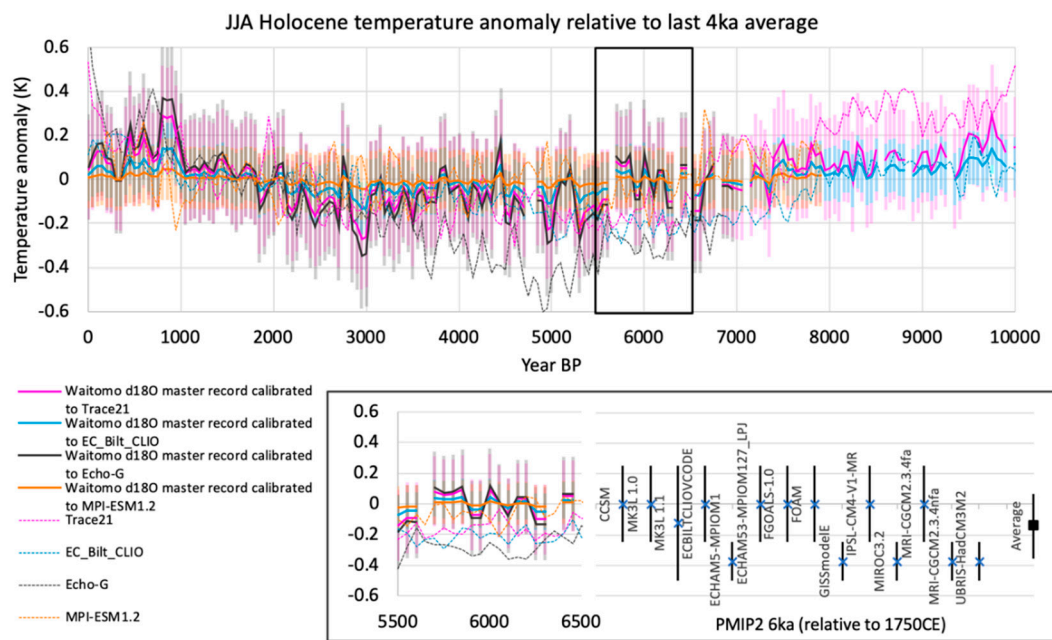 JJA Holocene temperature anomaly relative to last 4ka average
Temperature anomaly (K)
0.6
0.4
0.2
0
-0.2
-0.4
-0.6
0 1000 2000 3000 4000 5000 6000 7000 8000 9000 10000
Year BP
Waitomo d18O master record calibrated
to Trace21
Waitomo d18O master record calibrated
to EC_Bilt_CLIO
Waitomo d18O master record calibrated
to Echo-G
Waitomo d18O master record calibrated
to MPI-ESM1.2
Trace21
EC_Bilt_CLIO
Echo-G
MPI-ESM1.2
0.6
0.4
0.2
0
-0.2
-0.4
-0.6
5500 6000 6500
CCSM
MK3L 1.0
MK3L 1.1
ECBILTCLIOVCODE
ECHAM5-MPIOM1
ECHAM53-MPIOM127_LPJ
FGOALS-1.0
FOAM
GISSmodelE
IPSL-CM4-V1-MR
MIROC3.2
MRI-CGCM2.3.4fa
MRI-CGCM2.3.4nfa
UBRIS-HadCM3M2
Average
PMIP2 6ka (relative to 1750CE)